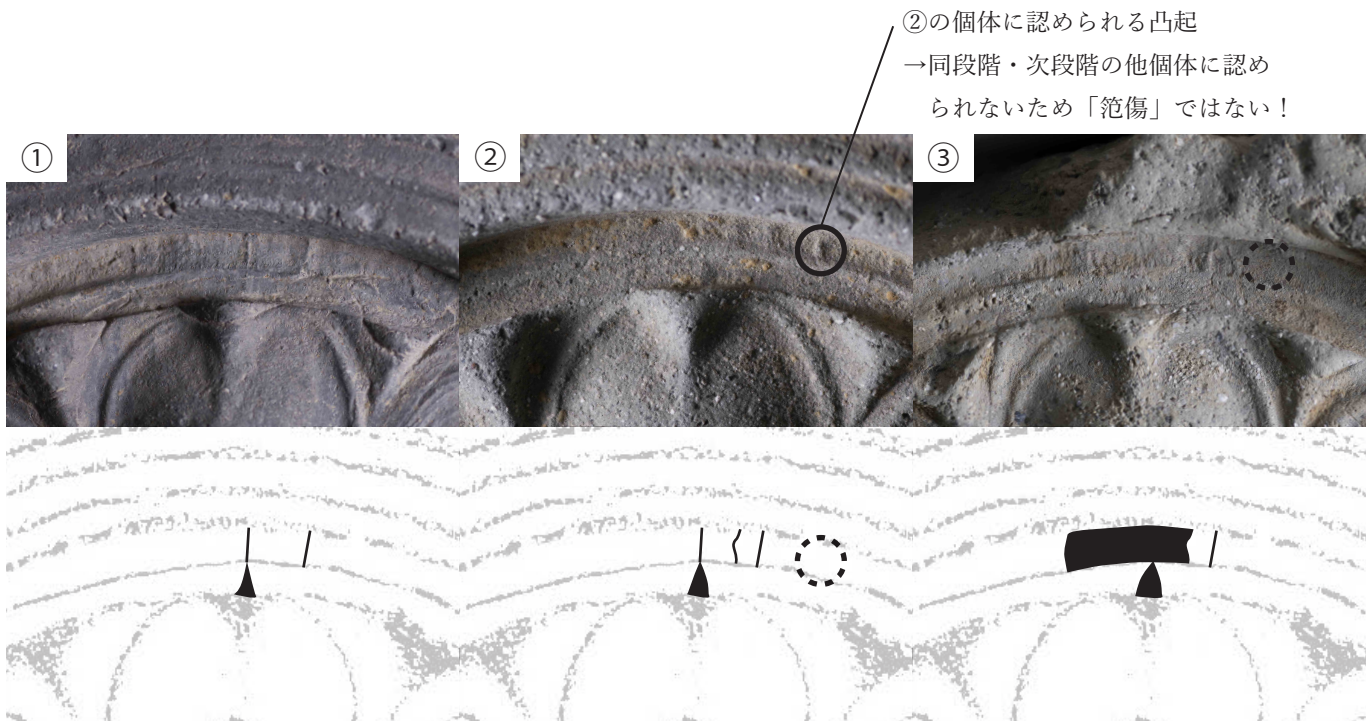 ②の個体に認められる凸起
→同段階・次段階の他個体に認め
られないため「笵傷」ではない！
①
②
③